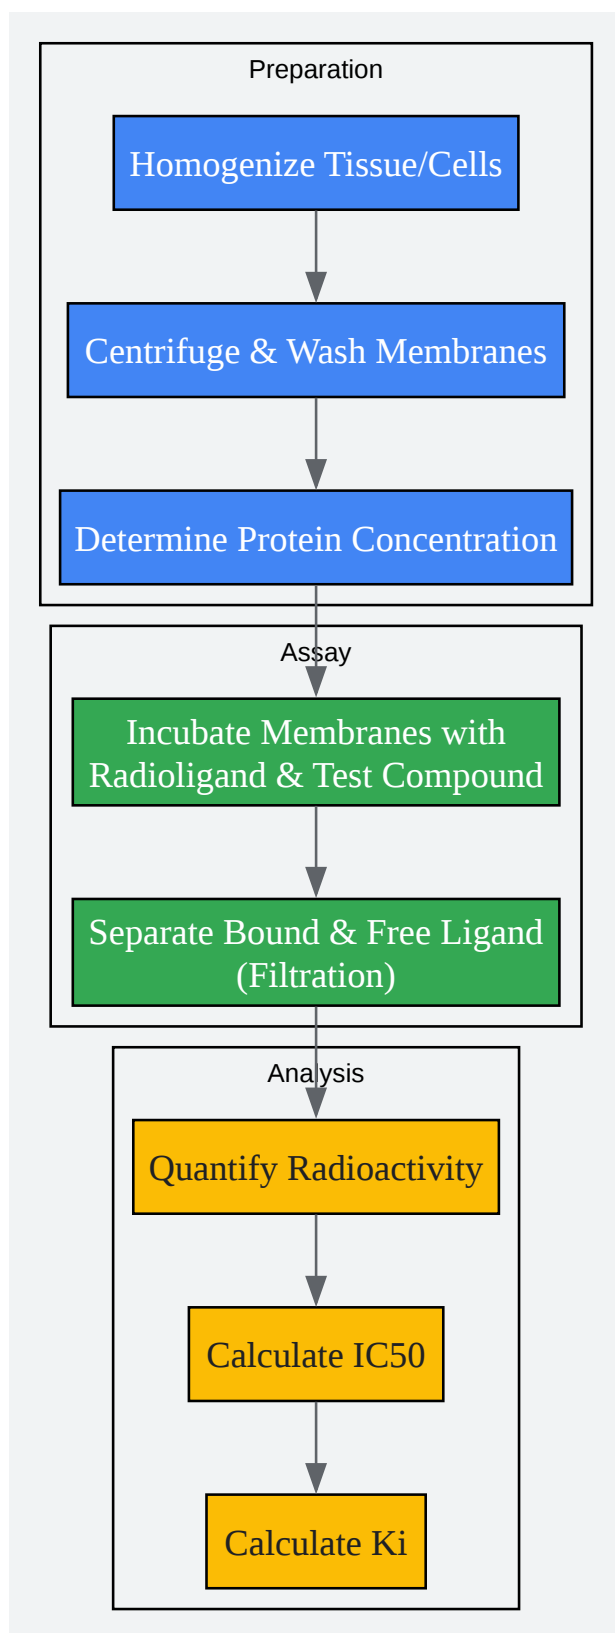 Preparation
Homogenize Tissue/Cells
Centrifuge & Wash Membranes
Determine Protein Concentration
Assay
Incubate Membranes with
Radioligand & Test Compound
Separate Bound & Free Ligand
(Filtration)
Analysis
Quantify Radioactivity
Calculate IC50
Calculate Ki